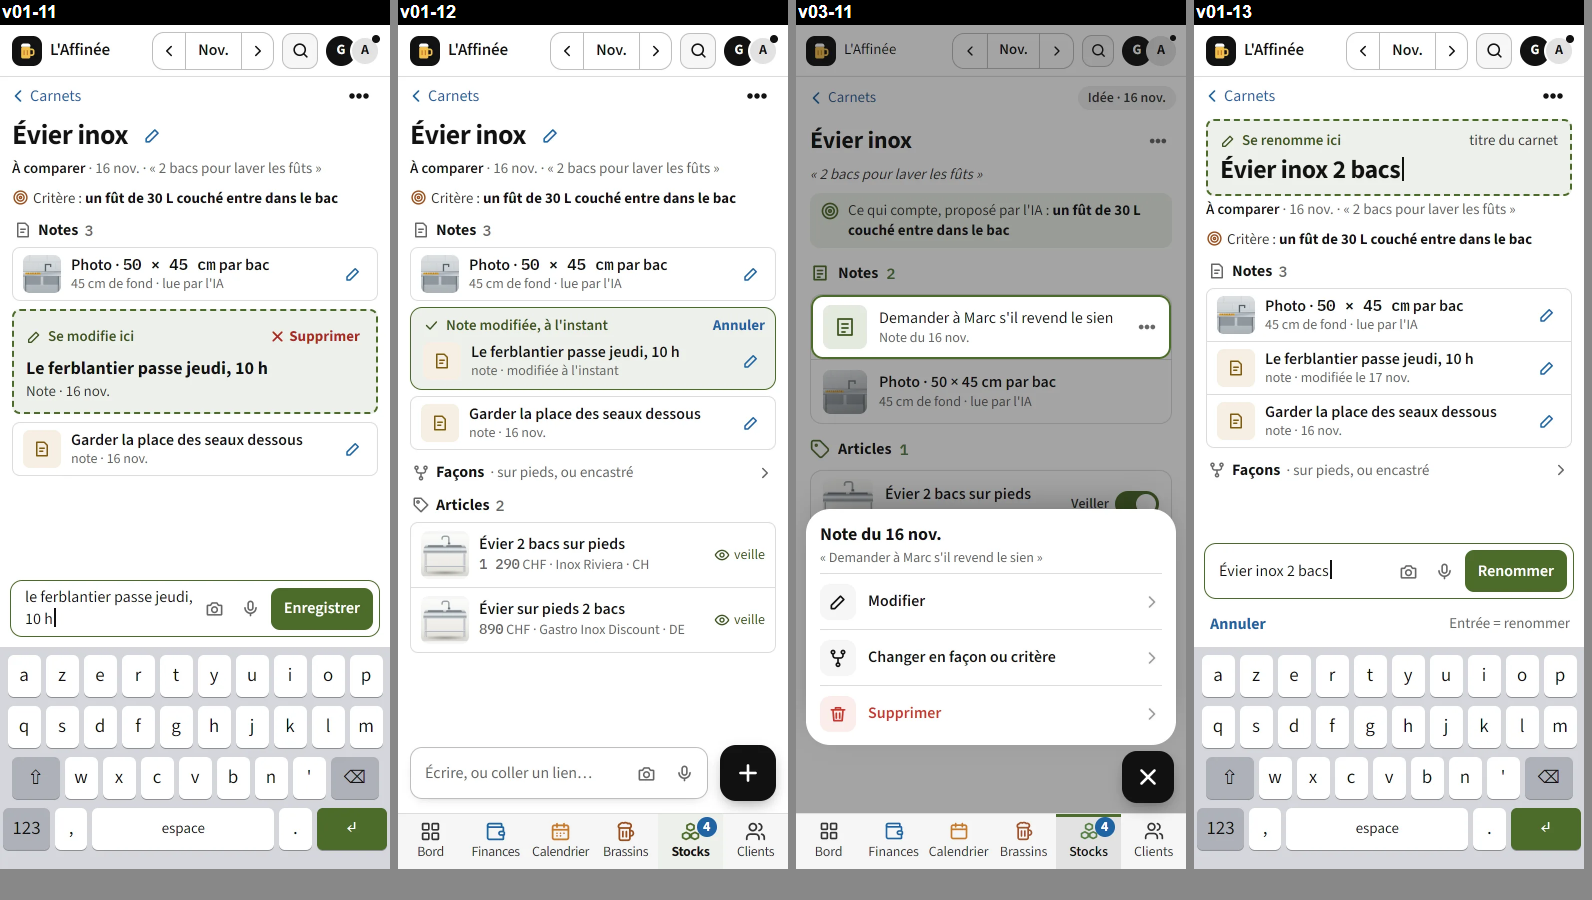 v01-11
L'Affinée
Nov.
G
A
Carnets
Évier inox
À comparer · 16 nov. · « 2 bacs pour laver les fûts »
Critère : un fût de 30 L couché entre dans le bac
Notes 3
Photo · 50 × 45 cm par bac
45 cm de fond · lue par l'IA
Se modifie ici
Supprimer
Le ferblantier passe jeudi, 10 h
Note · 16 nov.
Garder la place des seaux dessous
note · 16 nov.
le ferblantier passe jeudi,
10 h
Enregistrer
a z e r t y u i o p
q s d f g h j k l m
w x c v b n '
123 , espace .
v01-12
L'Affinée
Nov.
G
A
Carnets
Évier inox
À comparer · 16 nov. · « 2 bacs pour laver les fûts »
Critère : un fût de 30 L couché entre dans le bac
Notes 3
Photo · 50 × 45 cm par bac
45 cm de fond · lue par l'IA
Note modifiée, à l'instant
Annuler
Le ferblantier passe jeudi, 10 h
note · modifiée à l'instant
Garder la place des seaux dessous
note · 16 nov.
Façons · sur pieds, ou encastré
Articles 2
Évier 2 bacs sur pieds
1 290 CHF · Inox Riviera · CH
veille
Évier sur pieds 2 bacs
890 CHF · Gastro Inox Discount · DE
veille
Écrire, ou coller un lien…
Bord
Finances
Calendrier
Brassins
4
Stocks
Clients
v03-11
L'Affinée
Nov.
G
A
Carnets
Idée · 16 nov.
Évier inox
« 2 bacs pour laver les fûts »
Ce qui compte, proposé par l'IA : un fût de 30 L
couché entre dans le bac
Notes 2
Demander à Marc s'il revend le sien
Note du 16 nov.
Photo · 50 × 45 cm par bac
45 cm de fond · lue par l'IA
Articles 1
Évier 2 bacs sur pieds
Veiller
Note du 16 nov.
« Demander à Marc s'il revend le sien »
Modifier
Changer en façon ou critère
Supprimer
Bord
Finances
Calendrier
Brassins
4
Stocks
Clients
v01-13
L'Affinée
Nov.
G
A
Carnets
Se renomme ici
titre du carnet
Évier inox 2 bacs
À comparer · 16 nov. · « 2 bacs pour laver les fûts »
Critère : un fût de 30 L couché entre dans le bac
Notes 3
Photo · 50 × 45 cm par bac
45 cm de fond · lue par l'IA
Le ferblantier passe jeudi, 10 h
note · modifiée le 17 nov.
Garder la place des seaux dessous
note · 16 nov.
Façons · sur pieds, ou encastré
Évier inox 2 bacs
Renommer
Annuler
Entrée = renommer
a z e r t y u i o p
q s d f g h j k l m
w x c v b n '
123 , espace .